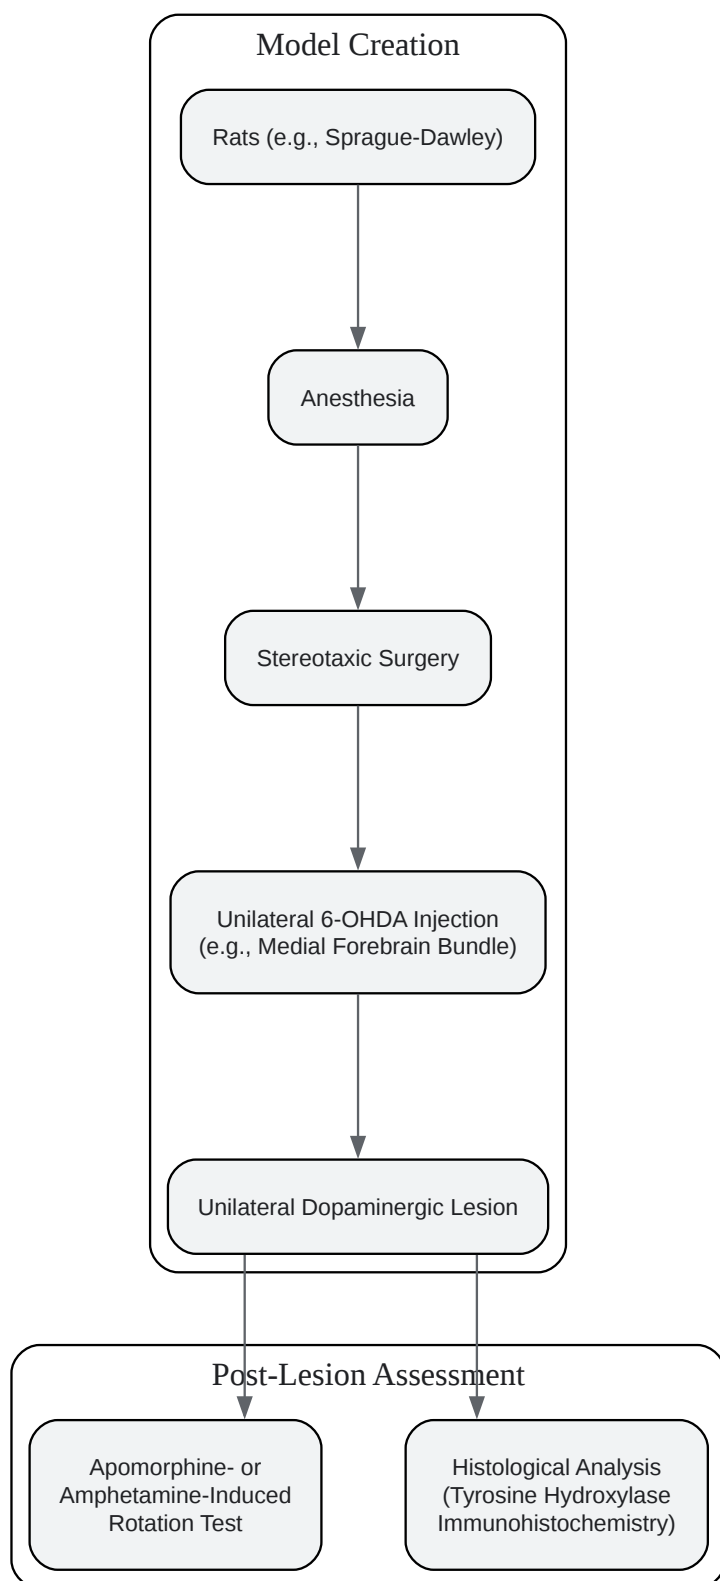 Model Creation
Rats (e.g., Sprague-Dawley)
Anesthesia
Stereotaxic Surgery
Unilateral 6-OHDA Injection
(e.g., Medial Forebrain Bundle)
Unilateral Dopaminergic Lesion
Post-Lesion Assessment
Apomorphine- or
Amphetamine-Induced
Rotation Test
Histological Analysis
(Tyrosine Hydroxylase
Immunohistochemistry)